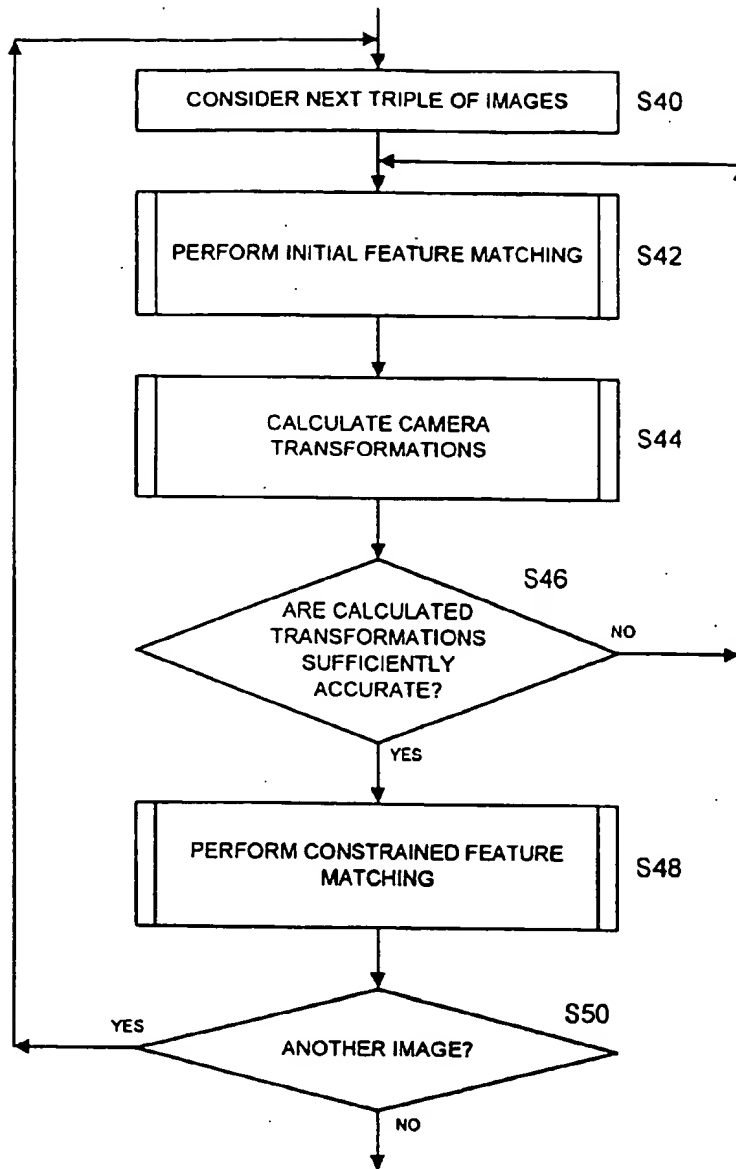 CONSIDER NEXT TRIPLE OF IMAGES
S40
PERFORM INITIAL FEATURE MATCHING
S42
CALCULATE CAMERA
TRANSFORMATIONS
S44
S46
ARE CALCULATED
TRANSFORMATIONS
SUFFICIENTLY
ACCURATE?
NO
YES
PERFORM CONSTRAINED FEATURE
MATCHING
S48
YES
S50
ANOTHER IMAGE?
NO